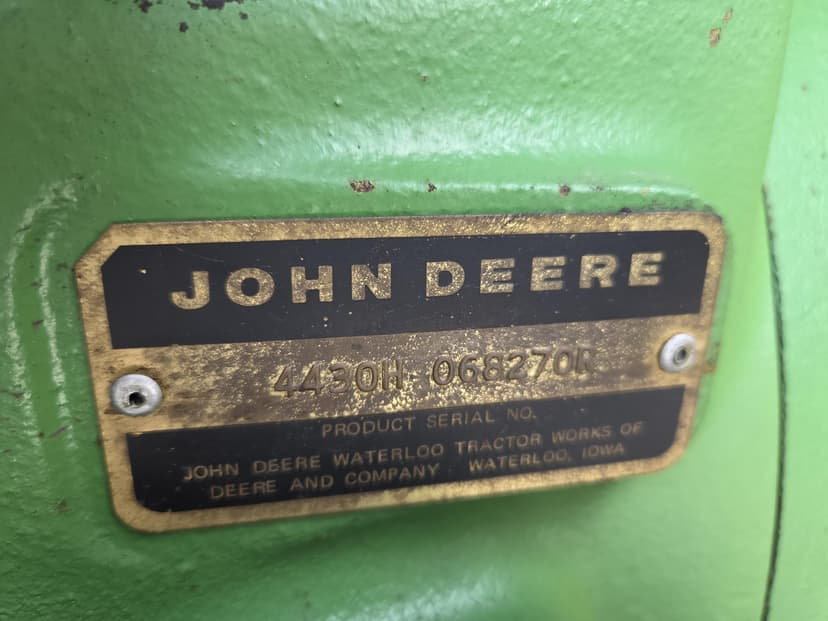 JOHN DEERE
4430H 068270R
PRODUCT SERIAL NO.
JOHN DEERE WATERLOO TRACTOR WORKS OF
DEERE AND COMPANY WATERLOO, IOWA